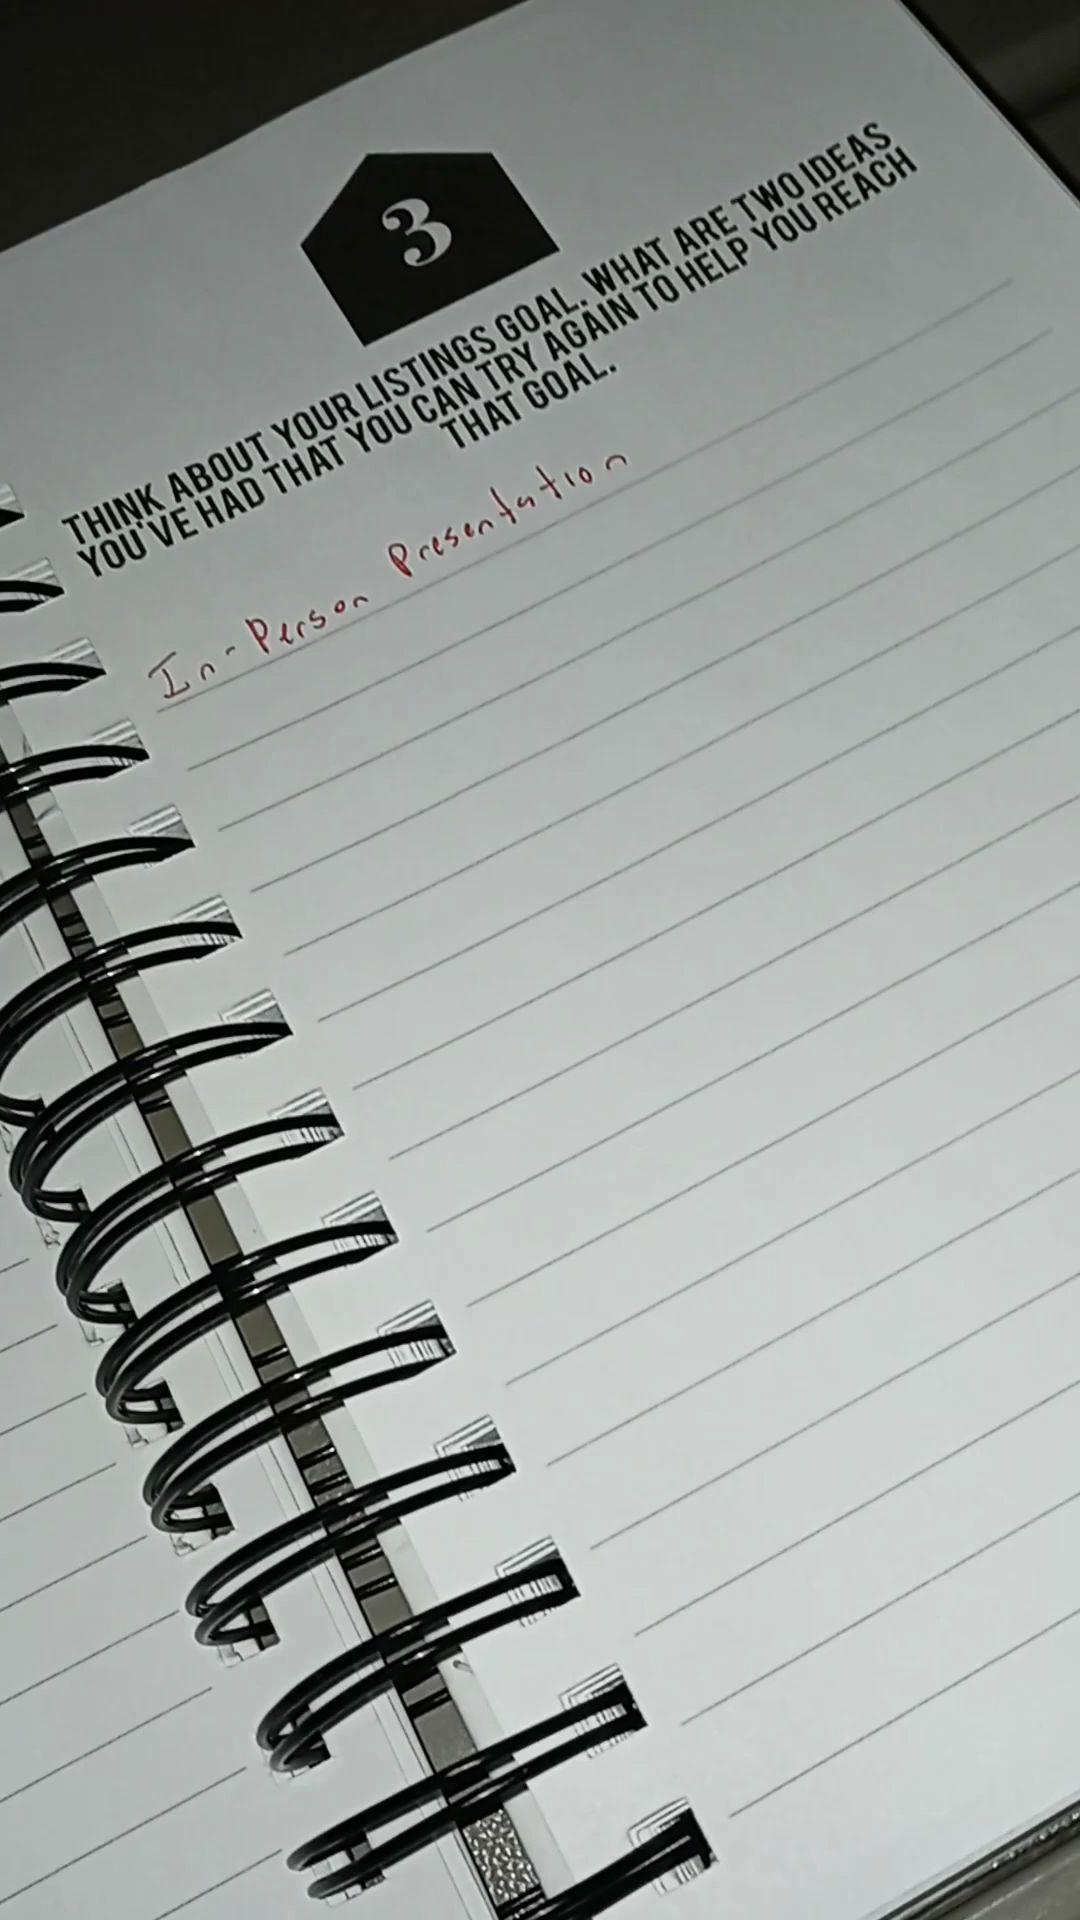 3
THINK ABOUT YOUR LISTINGS GOAL. WHAT ARE TWO IDEAS
YOU'VE HAD THAT YOU CAN TRY AGAIN TO HELP YOU REACH
THAT GOAL.
In-Person Presentation